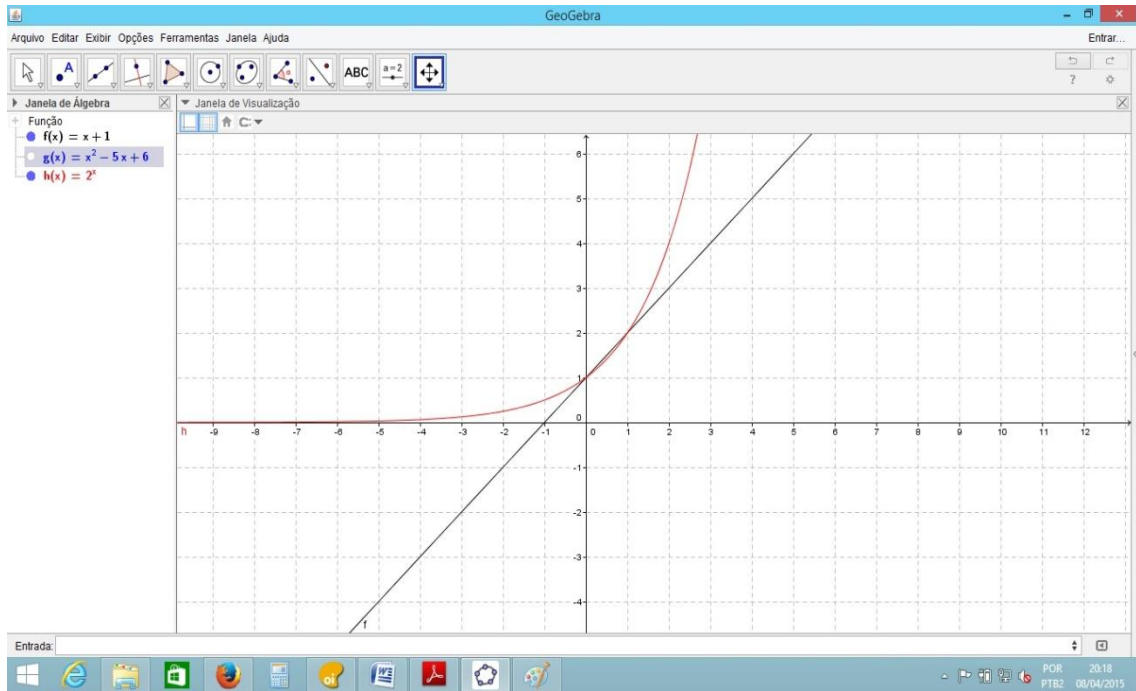 GeoGebra
Arquivo Editar Exibir Opções Ferramentas Janela Ajuda Entrar...
A ABC a=2 ?
Janela de Álgebra Janela de Visualização
Função C:
f(x) = x + 1
g(x) = x² − 5x + 6
h(x) = 2ˣ
6
5
4
3
2
1
0
h -9 -8 -7 -6 -5 -4 -3 -2 -1 0 1 2 3 4 5 6 7 8 9 10 11 12
-1
-2
-3
-4
f
Entrada:
oi W POR 20:18
PTB2 08/04/2015